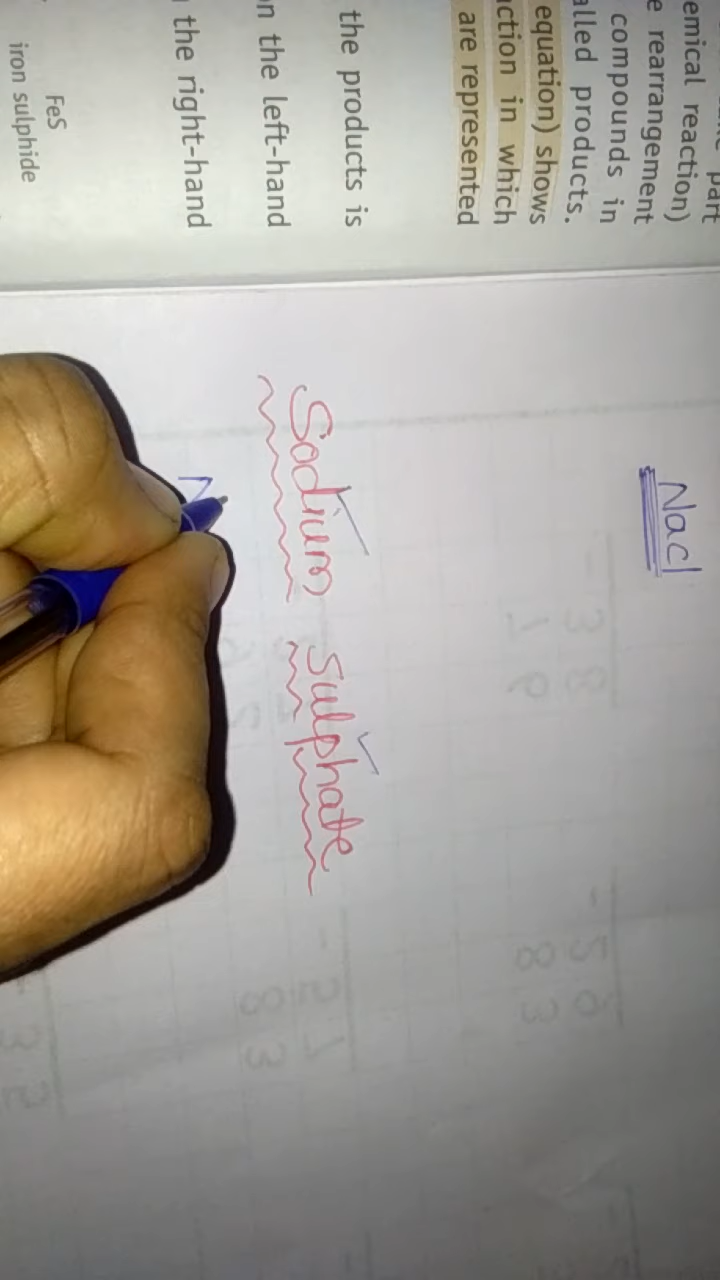 part
emical reaction)
e rearrangement
compounds in
alled products.
equation) shows
ction in which
are represented
the products is
n the left-hand
the right-hand
FeS
iron sulphide
Nacl
Sodium Sulphate
N